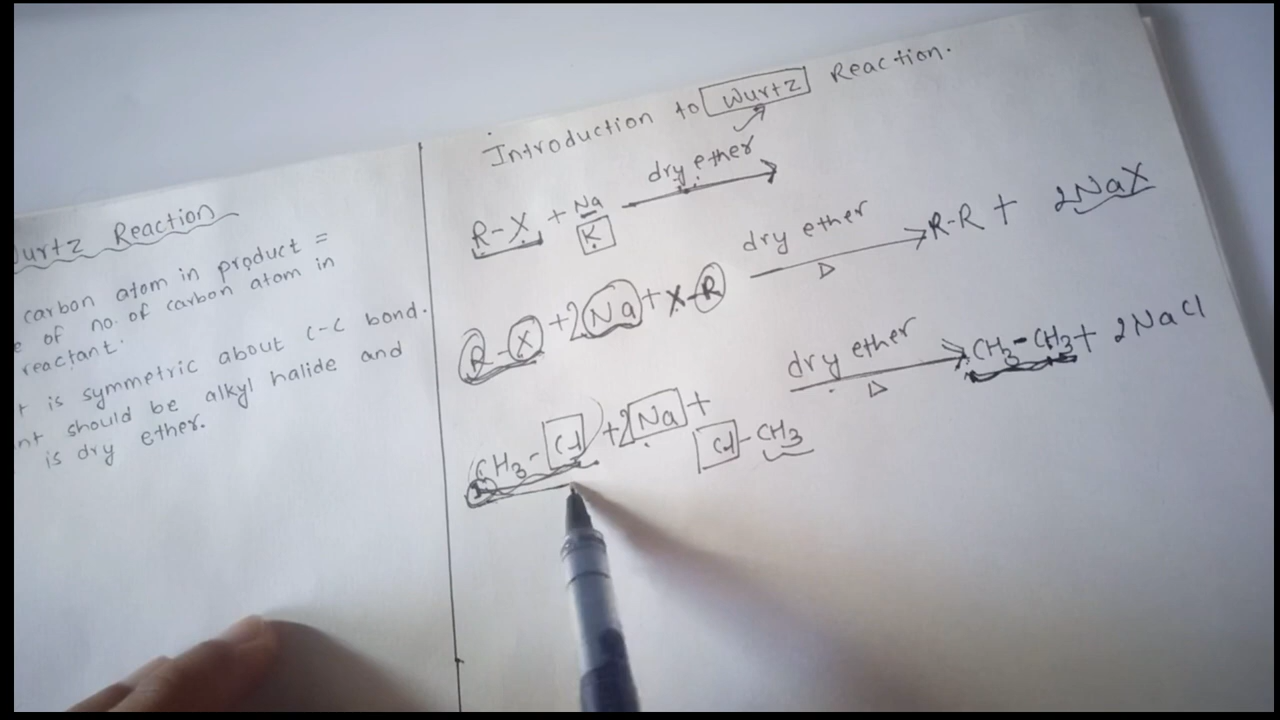 Wurtz Reaction
carbon atom in product =
of no. of carbon atom in
reactant.
is symmetric about C-C bond.
should be alkyl halide and
is dry ether.
Introduction to Wurtz Reaction.
R-X + Na dry ether
K
R-X + 2Na + X-R dry ether △ R-R + 2NaX
CH3-Cl + 2Na + dry ether △ CH3-CH3 + 2NaCl
Cl-CH3